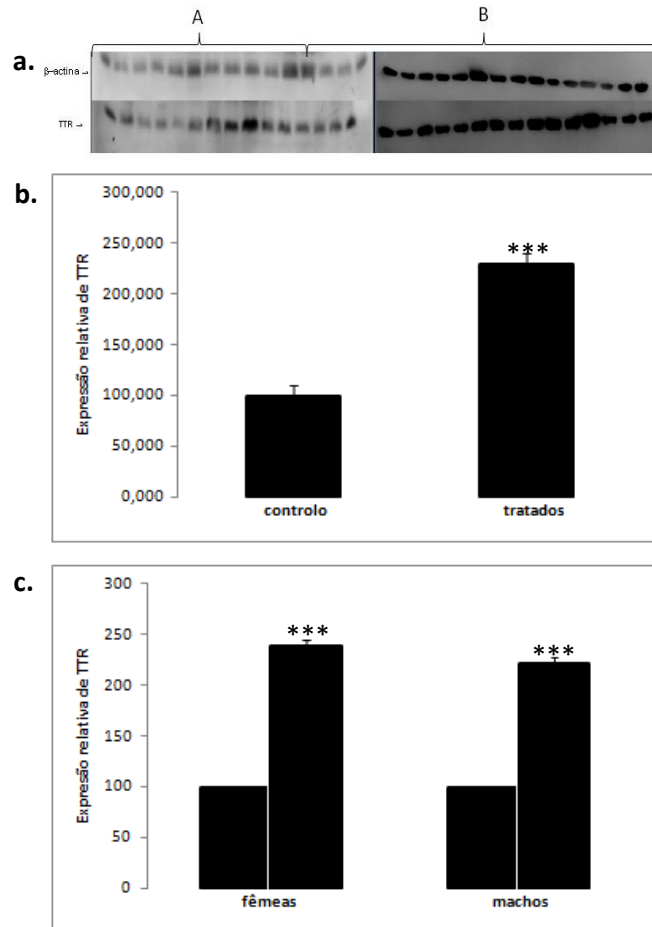 A B
a.
β-actina
TTR
b.
300,000
250,000
200,000
150,000
100,000
50,000
0,000
Expressão relativa de TTR
***
controlo tratados
c.
300
250
200
150
100
50
0
Expressão relativa de TTR
*** ***
fêmeas machos